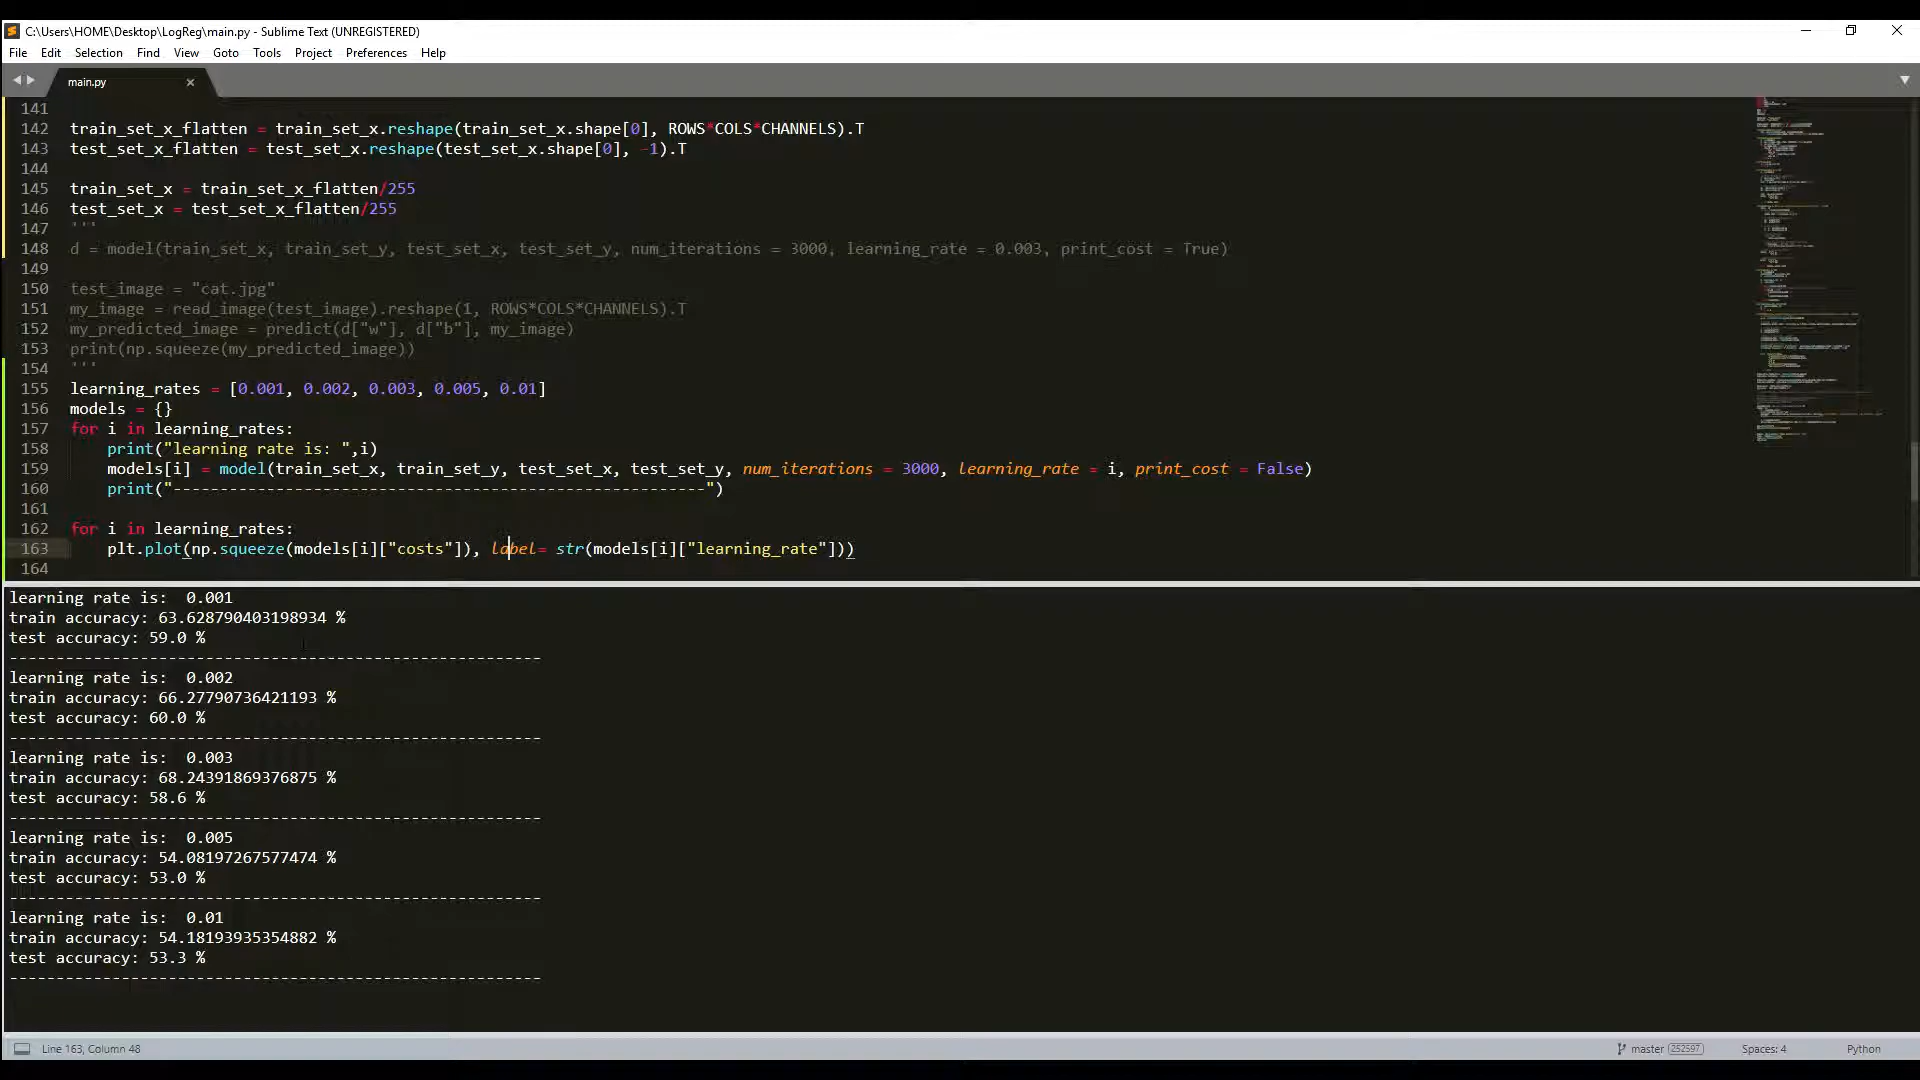 C:\Users\HOME\Desktop\LogReg\main.py - Sublime Text (UNREGISTERED)
File Edit Selection Find View Goto Tools Project Preferences Help
main.py
141
142 train_set_x_flatten = train_set_x.reshape(train_set_x.shape[0], ROWS*COLS*CHANNELS).T
143 test_set_x_flatten = test_set_x.reshape(test_set_x.shape[0], -1).T
144
145 train_set_x = train_set_x_flatten/255
146 test_set_x = test_set_x_flatten/255
147 '''
148 d = model(train_set_x, train_set_y, test_set_x, test_set_y, num_iterations = 3000, learning_rate = 0.003, print_cost = True)
149
150 test_image = "cat.jpg"
151 my_image = read_image(test_image).reshape(1, ROWS*COLS*CHANNELS).T
152 my_predicted_image = predict(d["w"], d["b"], my_image)
153 print(np.squeeze(my_predicted_image))
154 '''
155 learning_rates = [0.001, 0.002, 0.003, 0.005, 0.01]
156 models = {}
157 for i in learning_rates:
158 print("learning rate is: ",i)
159 models[i] = model(train_set_x, train_set_y, test_set_x, test_set_y, num_iterations = 3000, learning_rate = i, print_cost = False)
160 print("---------------------------------------------------------")
161
162 for i in learning_rates:
163 plt.plot(np.squeeze(models[i]["costs"]), label= str(models[i]["learning_rate"]))
164
learning rate is:  0.001
train accuracy: 63.628790403198934 %
test accuracy: 59.0 %
---------------------------------------------------------
learning rate is:  0.002
train accuracy: 66.27790736421193 %
test accuracy: 60.0 %
---------------------------------------------------------
learning rate is:  0.003
train accuracy: 68.24391869376875 %
test accuracy: 58.6 %
---------------------------------------------------------
learning rate is:  0.005
train accuracy: 54.08197267577474 %
test accuracy: 53.0 %
---------------------------------------------------------
learning rate is:  0.01
train accuracy: 54.18193935354882 %
test accuracy: 53.3 %
---------------------------------------------------------
Line 163, Column 48 master 252597 Spaces: 4 Python